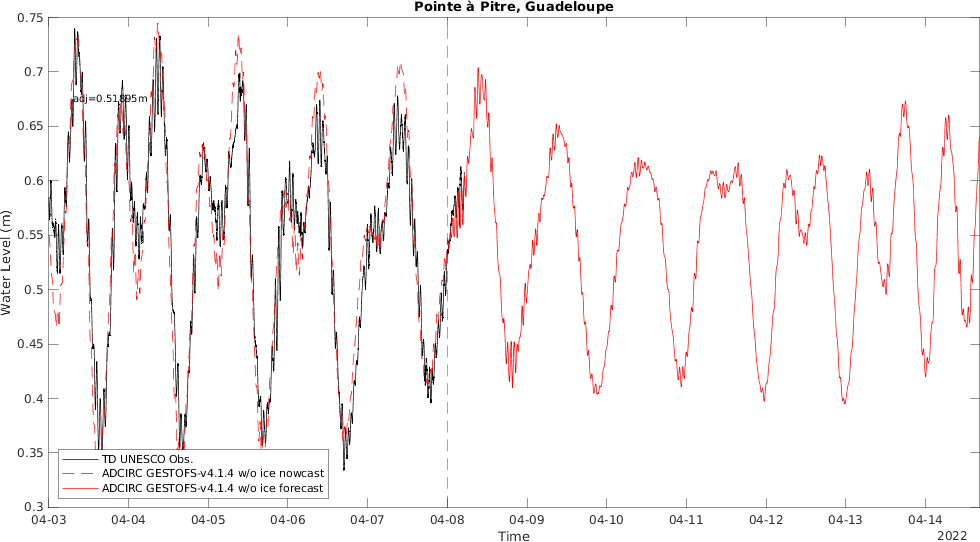 Pointe à Pitre, Guadeloupe
0.75
0.7
0.65
0.6
0.55
0.5
0.45
0.4
0.35
0.3
Water Level (m)
adj=0.51895m
TD UNESCO Obs.
ADCIRC GESTOFS-v4.1.4 w/o ice nowcast
ADCIRC GESTOFS-v4.1.4 w/o ice forecast
04-03 04-04 04-05 04-06 04-07 04-08 04-09 04-10 04-11 04-12 04-13 04-14
2022
Time